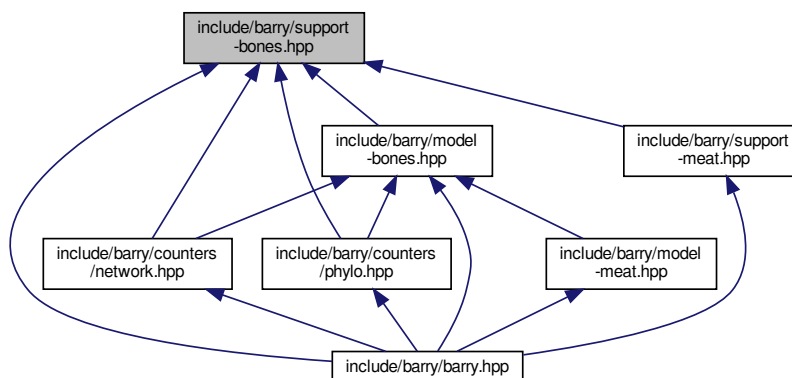 include/barry/support
-bones.hpp
include/barry/model
-bones.hpp
include/barry/support
-meat.hpp
include/barry/counters
/network.hpp
include/barry/counters
/phylo.hpp
include/barry/model
-meat.hpp
include/barry/barry.hpp